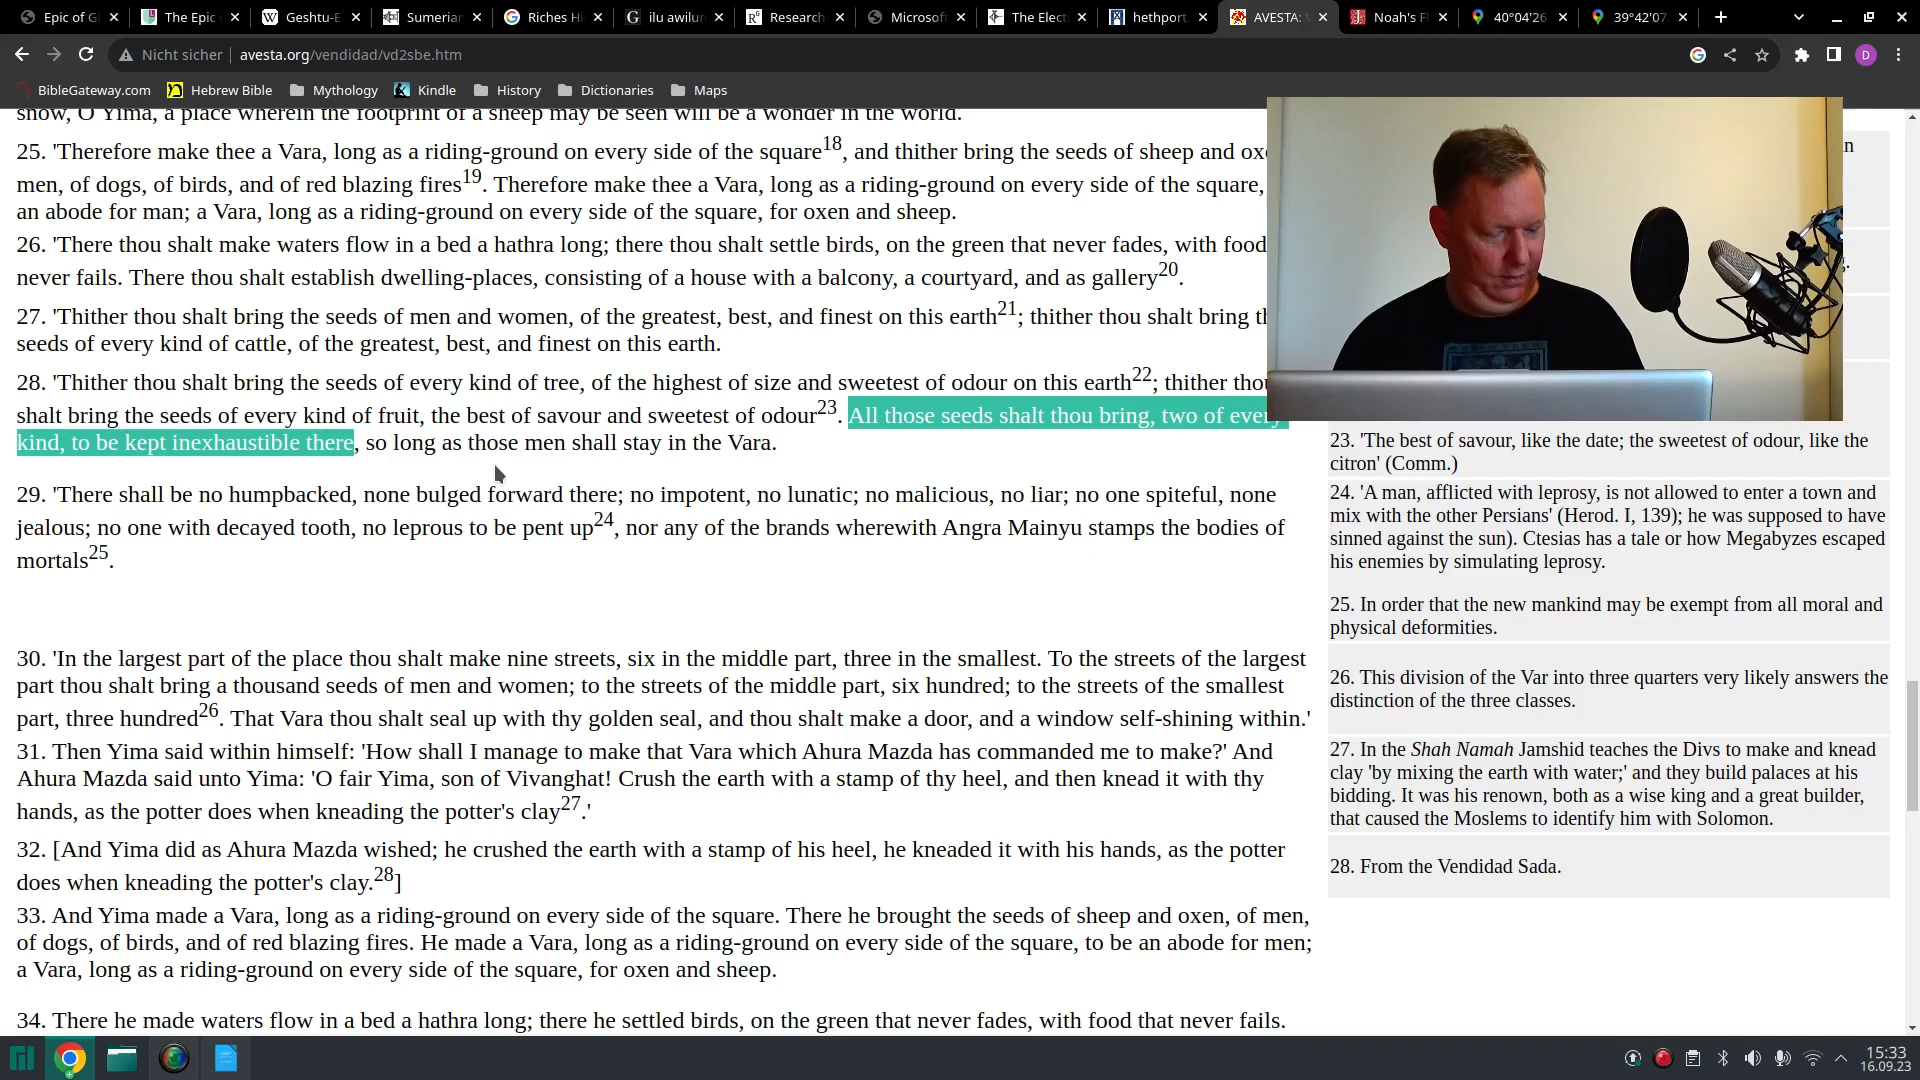 Epic of Gi
The Epic
Geshtu-E
Sumerian
Riches Hi
ilu awilum
Research
Microsoft
The Elect
hethport
AVESTA: V
Noah's F
40°04'26.
39°42'07.
Nicht sicher | avesta.org/vendidad/vd2sbe.htm
D
BibleGateway.com Hebrew Bible Mythology Kindle History Dictionaries Maps
snow, O Yima, a place wherein the footprint of a sheep may be seen will be a wonder in the world.
25. 'Therefore make thee a Vara, long as a riding-ground on every side of the square18, and thither bring the seeds of sheep and
men, of dogs, of birds, and of red blazing fires19. Therefore make thee a Vara, long as a riding-ground on every side of the square,
an abode for man; a Vara, long as a riding-ground on every side of the square, for oxen and sheep.
26. 'There thou shalt make waters flow in a bed a hathra long; there thou shalt settle birds, on the green that never fades, with food
never fails. There thou shalt establish dwelling-places, consisting of a house with a balcony, a courtyard, and as gallery20.
27. 'Thither thou shalt bring the seeds of men and women, of the greatest, best, and finest on this earth21; thither thou shalt bring
seeds of every kind of cattle, of the greatest, best, and finest on this earth.
28. 'Thither thou shalt bring the seeds of every kind of tree, of the highest of size and sweetest of odour on this earth22; thither
shalt bring the seeds of every kind of fruit, the best of savour and sweetest of odour23. All those seeds shalt thou bring, two of every
kind, to be kept inexhaustible there, so long as those men shall stay in the Vara.
29. 'There shall be no humpbacked, none bulged forward there; no impotent, no lunatic; no malicious, no liar; no one spiteful, none
jealous; no one with decayed tooth, no leprous to be pent up24, nor any of the brands wherewith Angra Mainyu stamps the bodies of
mortals25.
30. 'In the largest part of the place thou shalt make nine streets, six in the middle part, three in the smallest. To the streets of the largest
part thou shalt bring a thousand seeds of men and women; to the streets of the middle part, six hundred; to the streets of the smallest
part, three hundred26. That Vara thou shalt seal up with thy golden seal, and thou shalt make a door, and a window self-shining within.'
31. Then Yima said within himself: 'How shall I manage to make that Vara which Ahura Mazda has commanded me to make?' And
Ahura Mazda said unto Yima: 'O fair Yima, son of Vivanghat! Crush the earth with a stamp of thy heel, and then knead it with thy
hands, as the potter does when kneading the potter's clay27.'
32. [And Yima did as Ahura Mazda wished; he crushed the earth with a stamp of his heel, he kneaded it with his hands, as the potter
does when kneading the potter's clay.28]
33. And Yima made a Vara, long as a riding-ground on every side of the square. There he brought the seeds of sheep and oxen, of men,
of dogs, of birds, and of red blazing fires. He made a Vara, long as a riding-ground on every side of the square, to be an abode for men;
a Vara, long as a riding-ground on every side of the square, for oxen and sheep.
34. There he made waters flow in a bed a hathra long; there he settled birds, on the green that never fades, with food that never fails.
23. 'The best of savour, like the date; the sweetest of odour, like the
citron' (Comm.)
24. 'A man, afflicted with leprosy, is not allowed to enter a town and
mix with the other Persians' (Herod. I, 139); he was supposed to have
sinned against the sun). Ctesias has a tale or how Megabyzes escaped
his enemies by simulating leprosy.
25. In order that the new mankind may be exempt from all moral and
physical deformities.
26. This division of the Var into three quarters very likely answers the
distinction of the three classes.
27. In the Shah Namah Jamshid teaches the Divs to make and knead
clay 'by mixing the earth with water;' and they build palaces at his
bidding. It was his renown, both as a wise king and a great builder,
that caused the Moslems to identify him with Solomon.
28. From the Vendidad Sada.
15:33
16.09.23